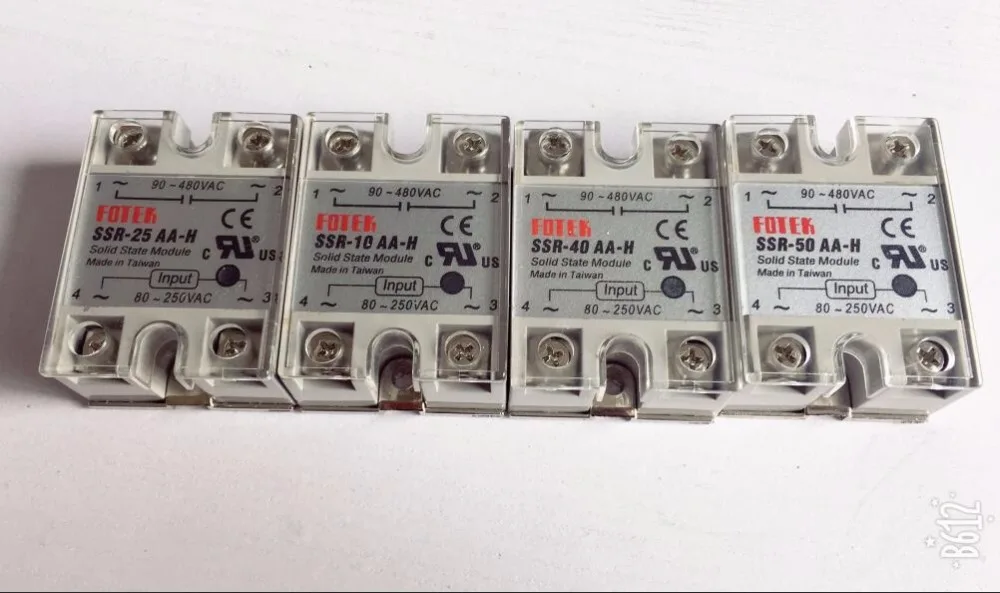 1 ~ 90~480VAC ~ 2
FOTEK CE
SSR-25 AA-H
Solid State Module C RU® US
Made in Taiwan
Input
4 ~ 80~250VAC ~ 3
1 ~ 90~480VAC ~ 2
FOTEK CE
SSR-10 AA-H
Solid State Module C RU® US
Made in Taiwan
Input
4 ~ 80~250VAC ~ 3
1 ~ 90~480VAC ~ 2
FOTEK CE
SSR-40 AA-H
Solid State Module C RU® US
Made in Taiwan
Input
4 ~ 80~250VAC ~ 3
1 ~ 90~480VAC ~ 2
FOTEK CE
SSR-50 AA-H
Solid State Module C RU® US
Made in Taiwan
Input
4 ~ 80~250VAC ~ 3
B612